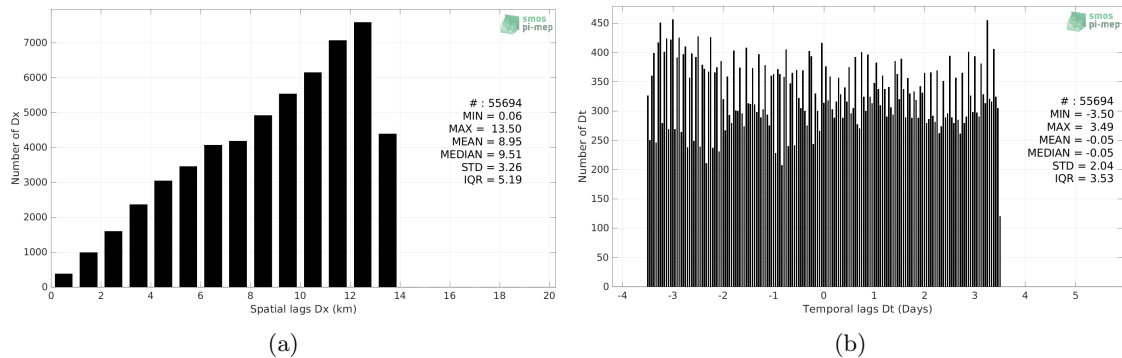 smos
pi-mep
Number of Dx
7000
6000
5000
4000
3000
2000
1000
0
# : 55694
MIN = 0.06
MAX = 13.50
MEAN = 8.95
MEDIAN = 9.51
STD = 3.26
IQR = 5.19
0 2 4 6 8 10 12 14 16 18 20
Spatial lags Dx (km)
(a)
smos
pi-mep
Number of Dt
450
400
350
300
250
200
150
100
50
0
# : 55694
MIN = -3.50
MAX = 3.49
MEAN = -0.05
MEDIAN = -0.05
STD = 2.04
IQR = 3.53
-4 -3 -2 -1 0 1 2 3 4 5
Temporal lags Dt (Days)
(b)